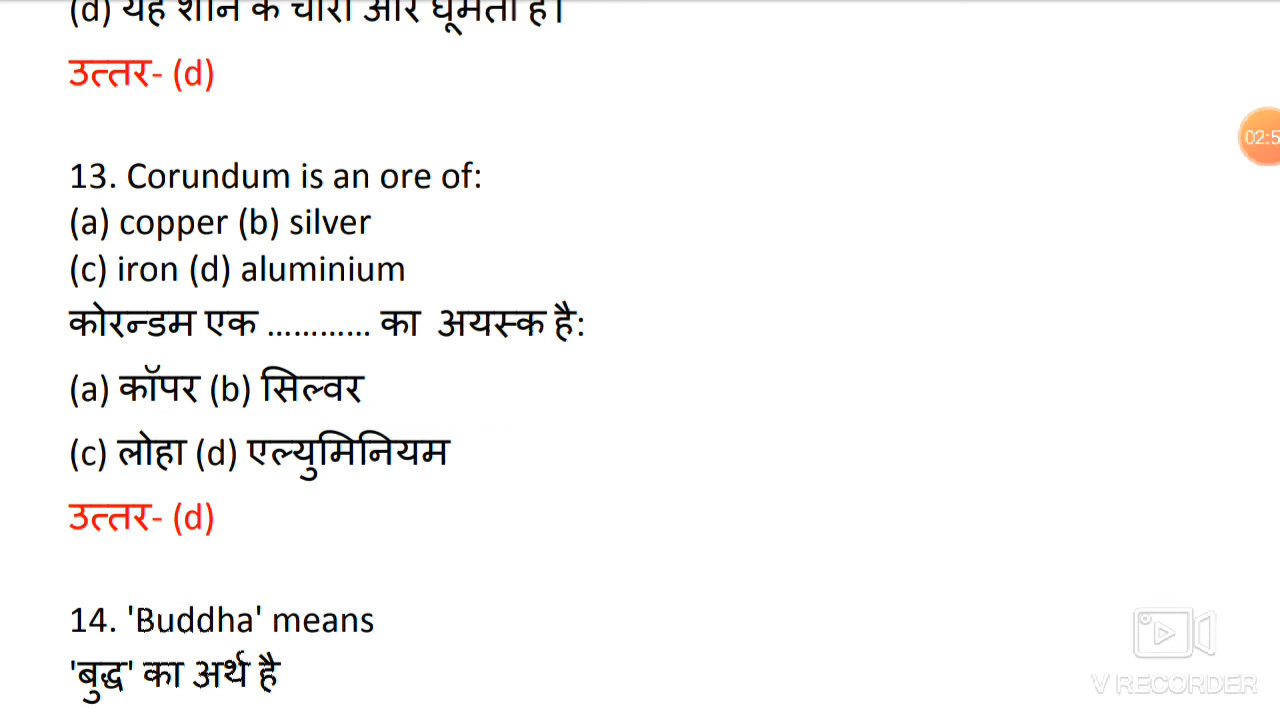 (d) यह शनि के चारों ओर घूमता है।
उत्तर- (d)
02:5
13. Corundum is an ore of:
(a) copper (b) silver
(c) iron (d) aluminium
कोरन्डम एक ............ का अयस्क है:
(a) कॉपर (b) सिल्वर
(c) लोहा (d) एल्युमिनियम
उत्तर- (d)
14. 'Buddha' means
'बुद्ध' का अर्थ है
V RECORDER